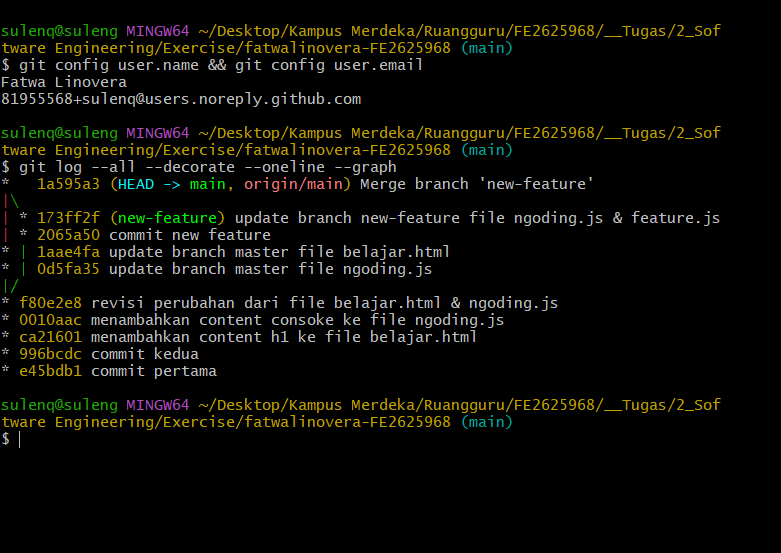 sulenq@suleng MINGW64 ~/Desktop/Kampus Merdeka/Ruangguru/FE2625968/__Tugas/2_Sof
tware Engineering/Exercise/fatwalinovera-FE2625968 (main)
$ git config user.name && git config user.email
Fatwa Linovera
81955568+sulenq@users.noreply.github.com
sulenq@suleng MINGW64 ~/Desktop/Kampus Merdeka/Ruangguru/FE2625968/__Tugas/2_Sof
tware Engineering/Exercise/fatwalinovera-FE2625968 (main)
$ git log --all --decorate --oneline --graph
*   1a595a3 (HEAD -> main, origin/main) Merge branch 'new-feature'
|\
| * 173ff2f (new-feature) update branch new-feature file ngoding.js & feature.js
| * 2065a50 commit new feature
* | 1aae4fa update branch master file belajar.html
* | 0d5fa35 update branch master file ngoding.js
|/
* f80e2e8 revisi perubahan dari file belajar.html & ngoding.js
* 0010aac menambahkan content consoke ke file ngoding.js
* ca21601 menambahkan content h1 ke file belajar.html
* 996bcdc commit kedua
* e45bdb1 commit pertama
sulenq@suleng MINGW64 ~/Desktop/Kampus Merdeka/Ruangguru/FE2625968/__Tugas/2_Sof
tware Engineering/Exercise/fatwalinovera-FE2625968 (main)
$